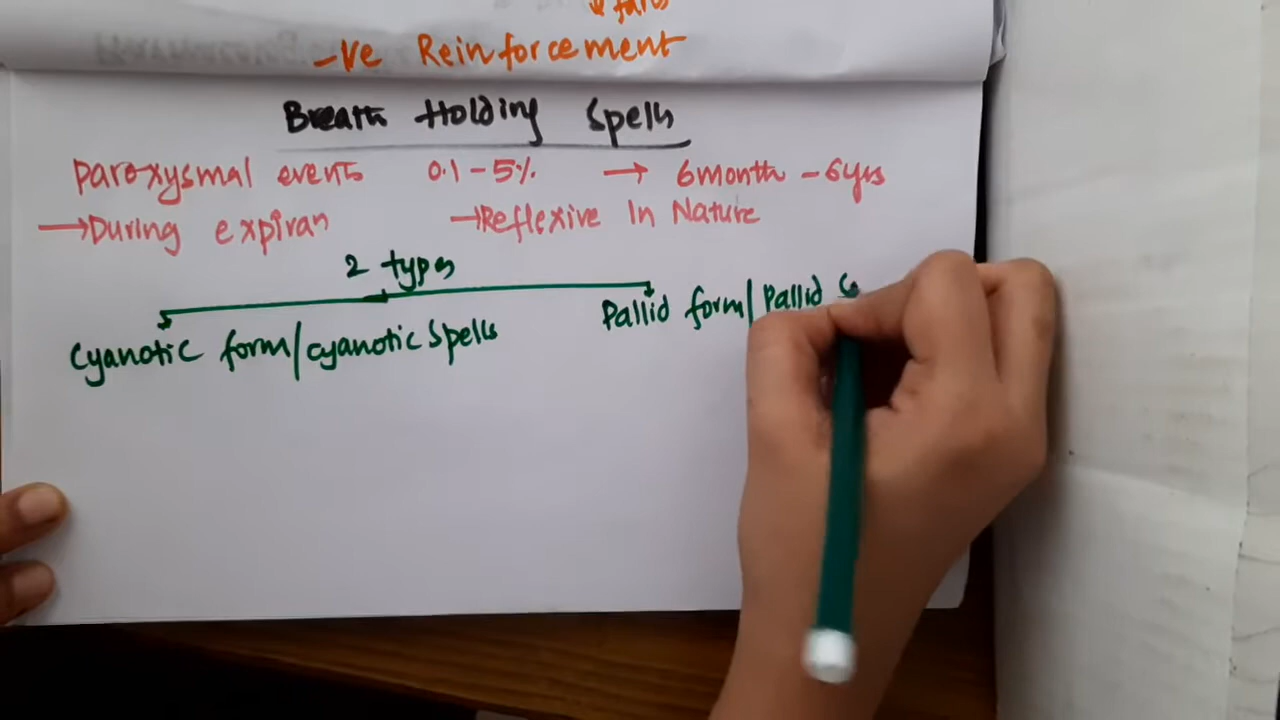 -ve Reinforcement
Breath Holding Spells
Paroxysmal events 0.1-5% → 6month - 6yrs
→During expiran →Reflexive In Nature
2 types
Cyanotic form/cyanotic Spells
Pallid form/Pallid S